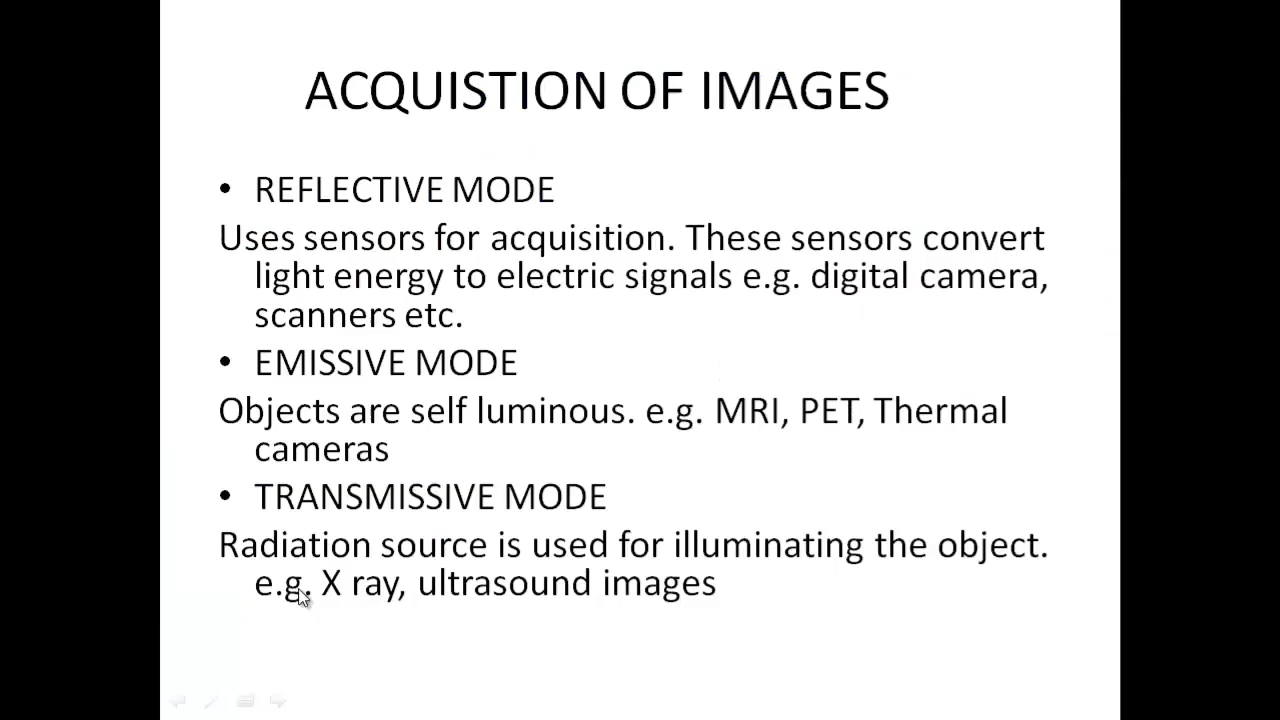 ACQUISTION OF IMAGES
• REFLECTIVE MODE
Uses sensors for acquisition. These sensors convert
light energy to electric signals e.g. digital camera,
scanners etc.
• EMISSIVE MODE
Objects are self luminous. e.g. MRI, PET, Thermal
cameras
• TRANSMISSIVE MODE
Radiation source is used for illuminating the object.
e.g. X ray, ultrasound images